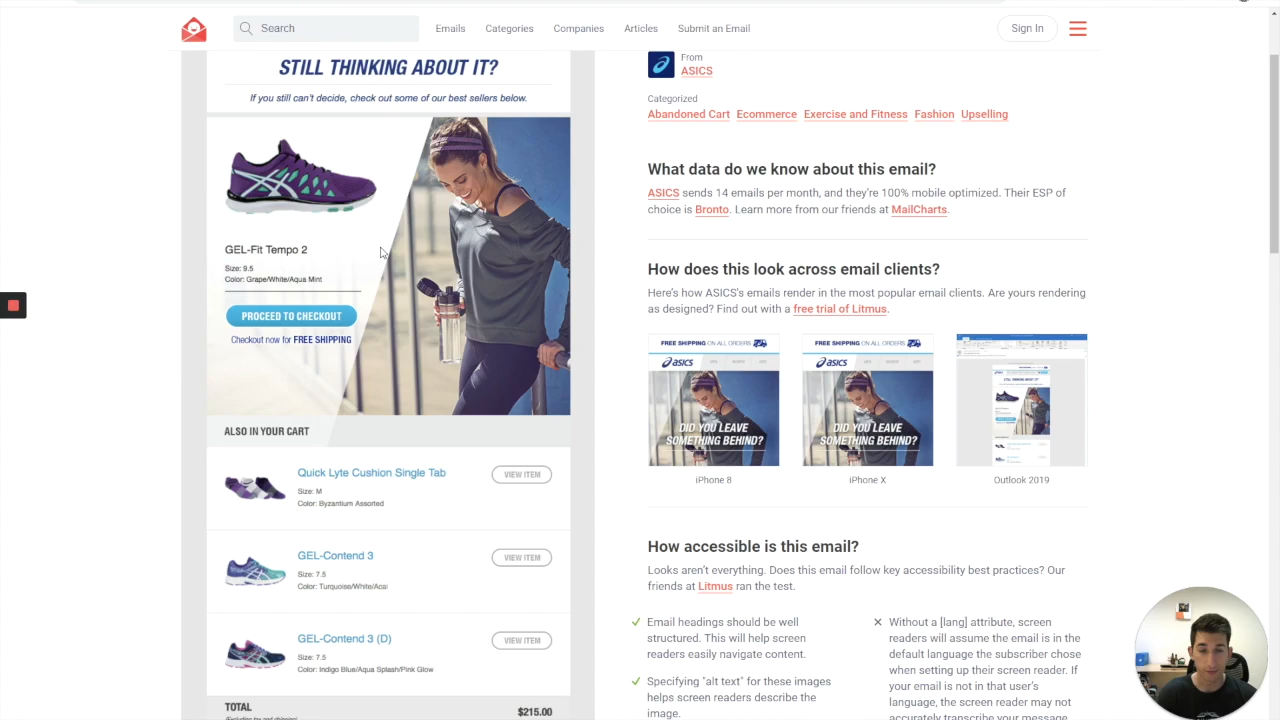 Search
Emails
Categories
Companies
Articles
Submit an Email
Sign In
STILL THINKING ABOUT IT?
If you still can't decide, check out some of our best sellers below.
GEL-Fit Tempo 2
Size: 9.5
Color: Grape/White/Aqua Mint
PROCEED TO CHECKOUT
Checkout now for FREE SHIPPING
ALSO IN YOUR CART
Quick Lyte Cushion Single Tab
Size: M
Color: Byzantium Assorted
VIEW ITEM
GEL-Contend 3
Size: 7.5
Color: Turquoise/White/Acai
VIEW ITEM
GEL-Contend 3 (D)
Size: 7.5
Color: Indigo Blue/Aqua Splash/Pink Glow
VIEW ITEM
TOTAL
(Excluding tax and shipping)
$215.00
From
ASICS
Categorized
Abandoned Cart Ecommerce Exercise and Fitness Fashion Upselling
What data do we know about this email?
ASICS sends 14 emails per month, and they're 100% mobile optimized. Their ESP of
choice is Bronto. Learn more from our friends at MailCharts.
How does this look across email clients?
Here's how ASICS's emails render in the most popular email clients. Are yours rendering
as designed? Find out with a free trial of Litmus.
FREE SHIPPING ON ALL ORDERS
asics
DID YOU LEAVE
SOMETHING BEHIND?
iPhone 8
FREE SHIPPING ON ALL ORDERS
asics
DID YOU LEAVE
SOMETHING BEHIND?
iPhone X
STILL THINKING ABOUT IT?
Outlook 2019
How accessible is this email?
Looks aren't everything. Does this email follow key accessibility best practices? Our
friends at Litmus ran the test.
Email headings should be well
structured. This will help screen
readers easily navigate content.
Specifying "alt text" for these images
helps screen readers describe the
image.
Without a [lang] attribute, screen
readers will assume the email is in the
default language the subscriber chose
when setting up their screen reader. If
your email is not in that user's
language, the screen reader may not
accurately transcribe your message